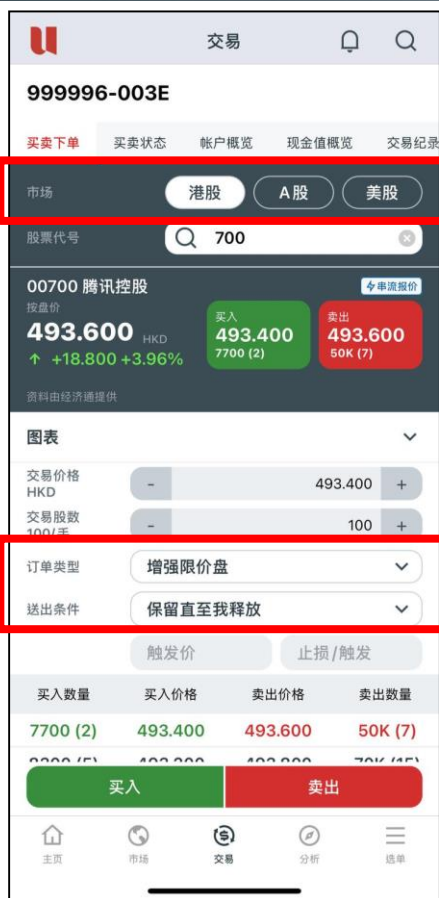 交易
999996-003E
买卖下单 买卖状态 帐户概览 现金值概览 交易纪录
市场 港股 A股 美股
股票代号 700
00700 腾讯控股 串流报价
按盘价
493.600 HKD
↑ +18.800 +3.96%
买入
493.400
7700 (2)
卖出
493.600
50K (7)
资料由经济通提供
图表
交易价格
HKD - 493.400 +
交易股数
100/手 - 100 +
订单类型 增强限价盘
送出条件 保留直至我释放
触发价 止损/触发
买入数量 买入价格 卖出价格 卖出数量
7700 (2) 493.400 493.600 50K (7)
买入 卖出
主页 市场 交易 分析 选单